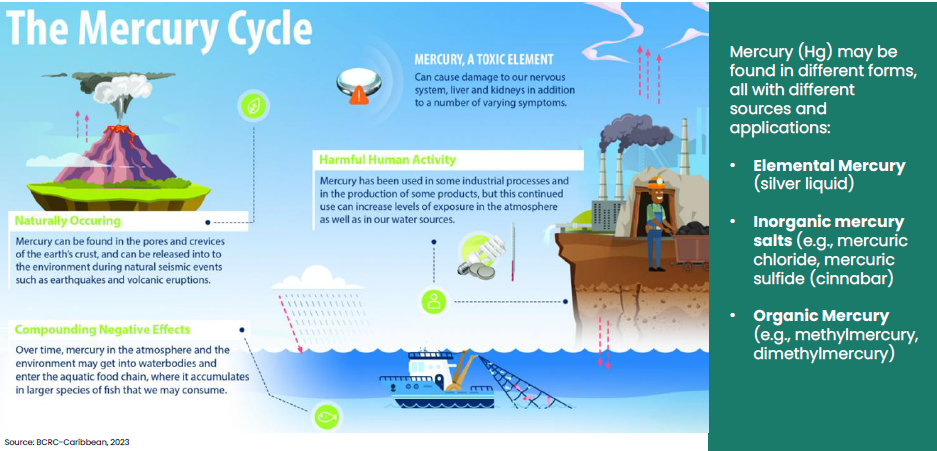 The Mercury Cycle
MERCURY, A TOXIC ELEMENT
Can cause damage to our nervous
system, liver and kidneys in addition
to a number of varying symptoms.
Harmful Human Activity
Mercury has been used in some industrial processes and
in the production of some products, but this continued
use can increase levels of exposure in the atmosphere
as well as in our water sources.
Naturally Occuring
Mercury can be found in the pores and crevices
of the earth's crust, and can be released into to
the environment during natural seismic events
such as earthquakes and volcanic eruptions.
Compounding Negative Effects
Over time, mercury in the atmosphere and the
environment may get into waterbodies and
enter the aquatic food chain, where it accumulates
in larger species of fish that we may consume.
Source: BCRC-Caribbean, 2023
Mercury (Hg) may be
found in different forms,
all with different
sources and
applications:
• Elemental Mercury
(silver liquid)
• Inorganic mercury
salts (e.g., mercuric
chloride, mercuric
sulfide (cinnabar)
• Organic Mercury
(e.g., methylmercury,
dimethylmercury)